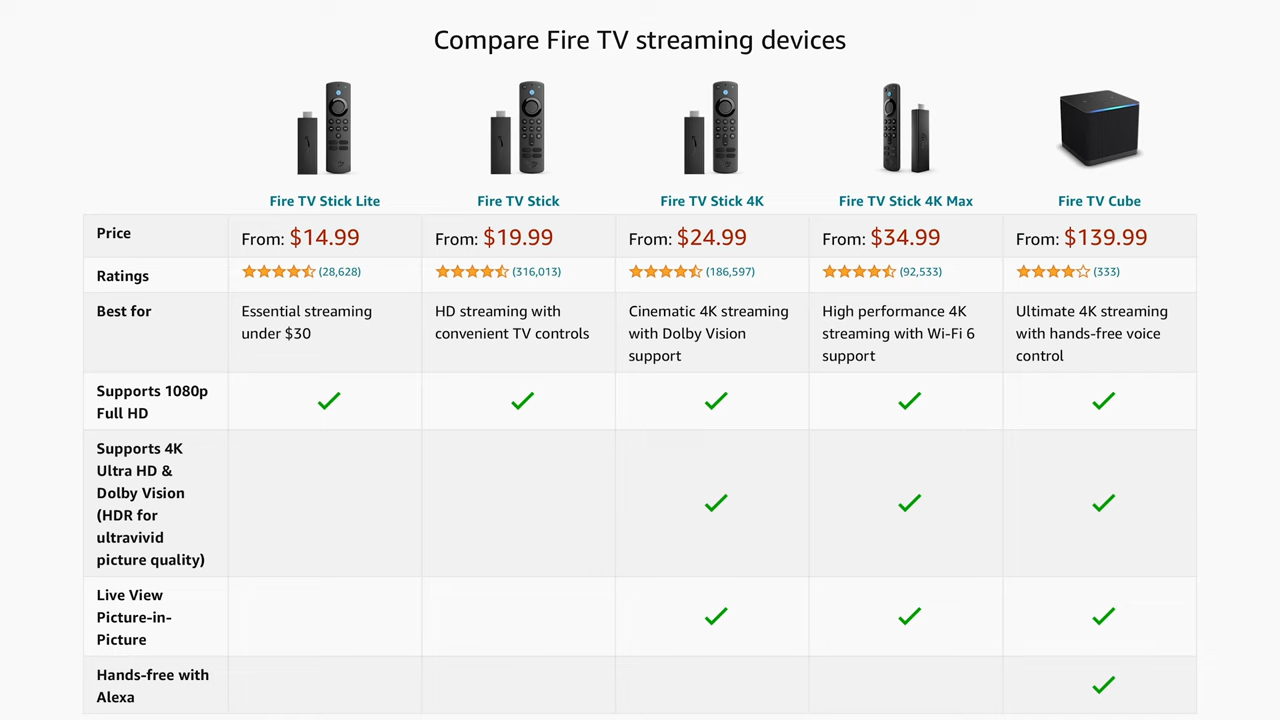 Compare Fire TV streaming devices
Fire TV Stick Lite
Fire TV Stick
Fire TV Stick 4K
Fire TV Stick 4K Max
Fire TV Cube
Price
From: $14.99
From: $19.99
From: $24.99
From: $34.99
From: $139.99
Ratings
(28,628)
(316,013)
(186,597)
(92,533)
(333)
Best for
Essential streaming
under $30
HD streaming with
convenient TV controls
Cinematic 4K streaming
with Dolby Vision
support
High performance 4K
streaming with Wi-Fi 6
support
Ultimate 4K streaming
with hands-free voice
control
Supports 1080p
Full HD
Supports 4K
Ultra HD &
Dolby Vision
(HDR for
ultravivid
picture quality)
Live View
Picture-in-
Picture
Hands-free with
Alexa